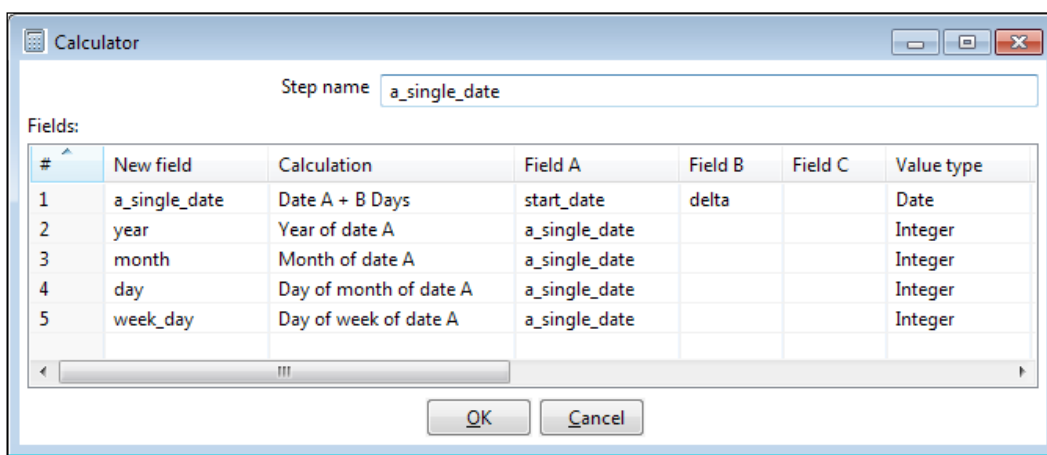 Calculator
Step name a_single_date
Fields:
# New field Calculation Field A Field B Field C Value type
1 a_single_date Date A + B Days start_date delta Date
2 year Year of date A a_single_date Integer
3 month Month of date A a_single_date Integer
4 day Day of month of date A a_single_date Integer
5 week_day Day of week of date A a_single_date Integer
OK Cancel